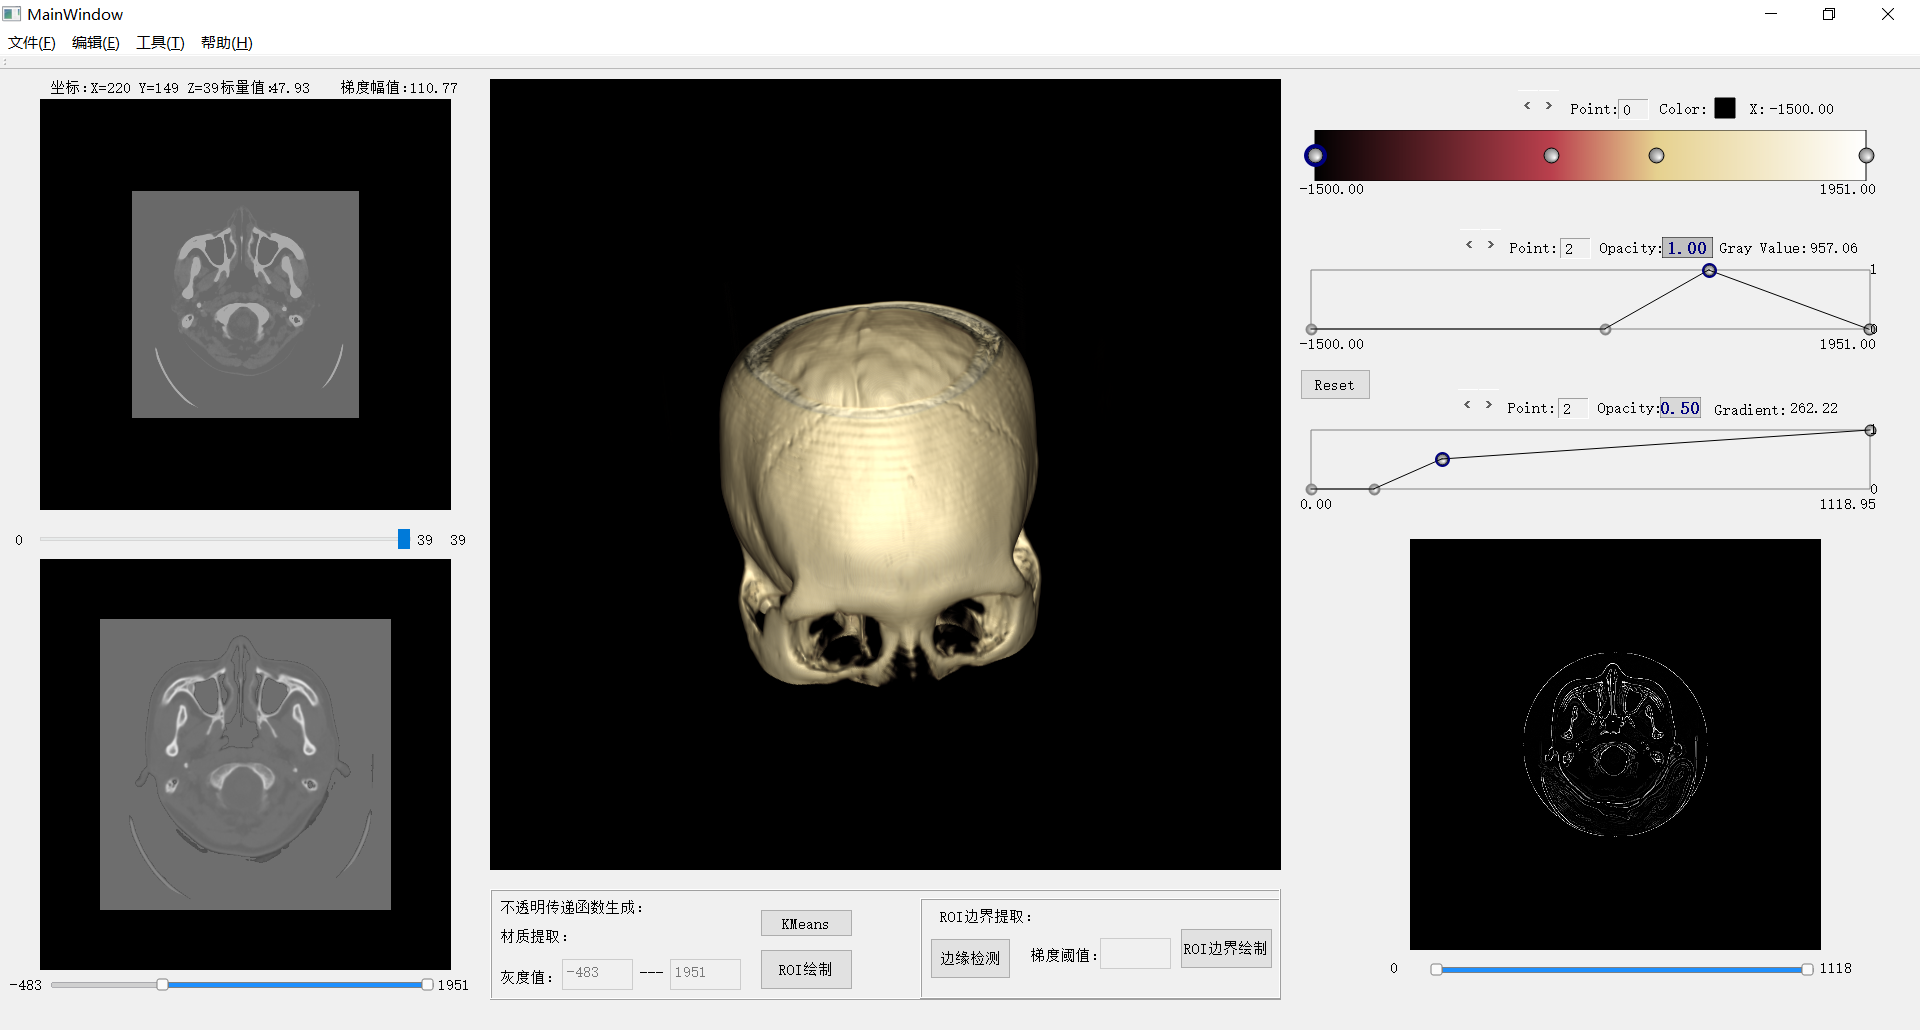 MainWindow
文件(F) 编辑(E) 工具(T) 帮助(H)
坐标:X=220 Y=149 Z=39标量值:47.93 梯度幅值:110.77
0 39 39
-483 1951
< > Point: 0 Color: X: -1500.00
-1500.00 1951.00
< > Point: 2 Opacity: 1.00 Gray Value: 957.06
1
0
-1500.00 1951.00
Reset
< > Point: 2 Opacity: 0.50 Gradient: 262.22
1
0
0.00 1118.95
0 1118
不透明传递函数生成:
材质提取:
KMeans
灰度值: -483 --- 1951
ROI绘制
ROI边界提取:
边缘检测 梯度阈值: ROI边界绘制